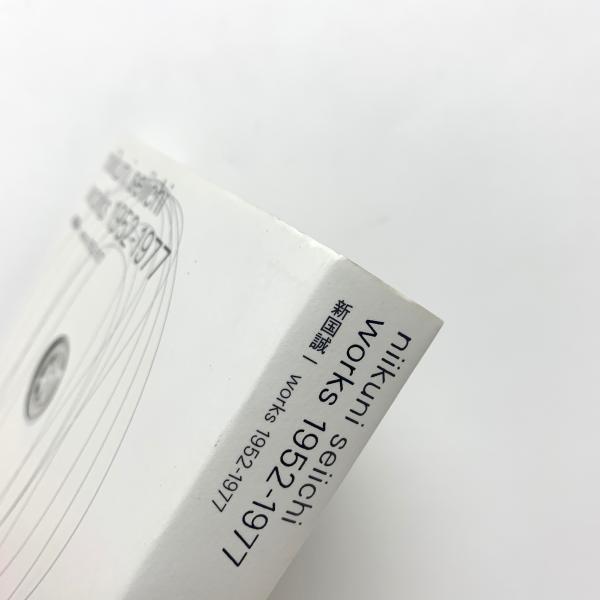 niikuni seiichi
works 1952-1977
niikuni seiichi
works 1952-1977
新国誠一 works 1952-1977